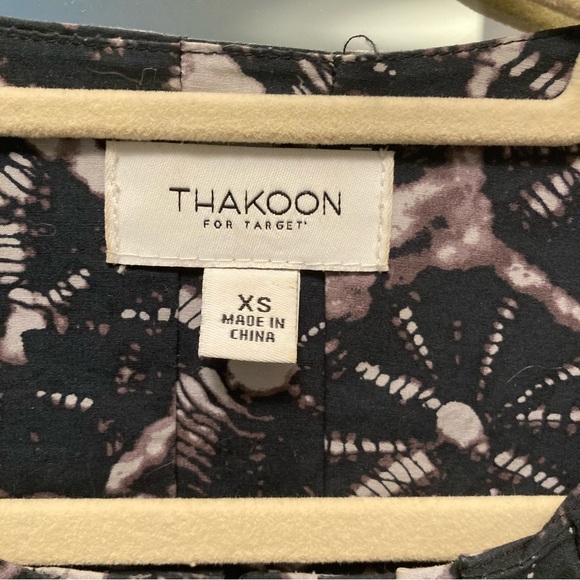 THAKOON
FOR TARGET
XS
MADE IN
CHINA